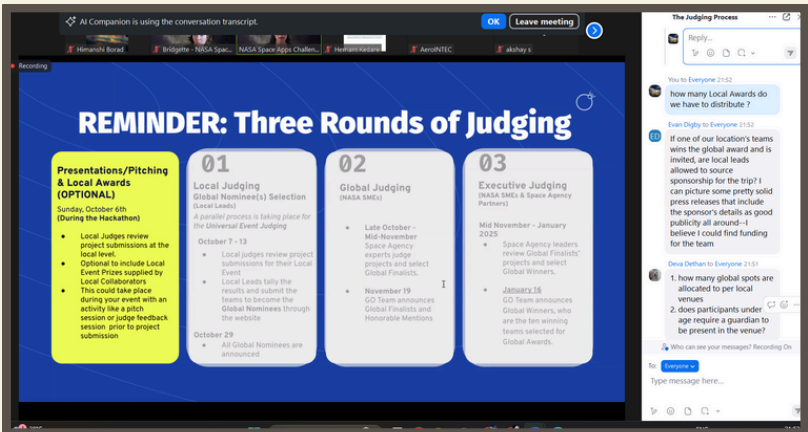 AI Companion is using the conversation transcript.
OK
Leave meeting
Himanshi Borad
Bridgette - NASA Spac...
NASA Space Apps Challen...
Hemant Kedare
AeroINTEC
akshay s
Recording
REMINDER: Three Rounds of Judging
Presentations/Pitching
& Local Awards
(OPTIONAL)
Sunday, October 6th
(During the Hackathon)
Local Judges review
project submissions at the
local level.
Optional to include Local
Event Prizes supplied by
Local Collaborators
This could take place
during your event with an
activity like a pitch
session or judge feedback
session prior to project
submission
01
Local Judging
Global Nominee(s) Selection
(Local Leads)
A parallel process is taking place for
the Universal Event Judging
October 7 - 13
Local judges review project
submissions for their Local
Event
Local Leads tally the
results and submit the
teams to become the
Global Nominees through
the website
October 29
All Global Nominees are
announced
02
Global Judging
(NASA SMEs)
Late October -
Mid-November
Space Agency
experts judge
projects and select
Global Finalists.
November 19
GO Team announces
Global Finalists and
Honorable Mentions
03
Executive Judging
(NASA SMEs & Space Agency
Partners)
Mid November - January
2025
Space Agency leaders
review Global Finalists'
projects and select
Global Winners.
January 16
GO Team announces
Global Winners, who
are the ten winning
teams selected for
Global Awards.
The Judging Process
Reply...
You to Everyone 21:52
how many Local Awards do
we have to distribute ?
Evan Digby to Everyone 21:52
ED
If one of our location's teams
wins the global award and is
invited, are local leads
allowed to source
sponsorship for the trip? I
can picture some pretty solid
press releases that include
the sponsor's details as good
publicity all around--I
believe I could find funding
for the team
Deva Dethan to Everyone 21:51
1. how many global spots are
allocated to per local
venues
2. does participants under
age require a guardian to
be present in the venue?
Who can see your messages? Recording On
To: Everyone
Type message here...